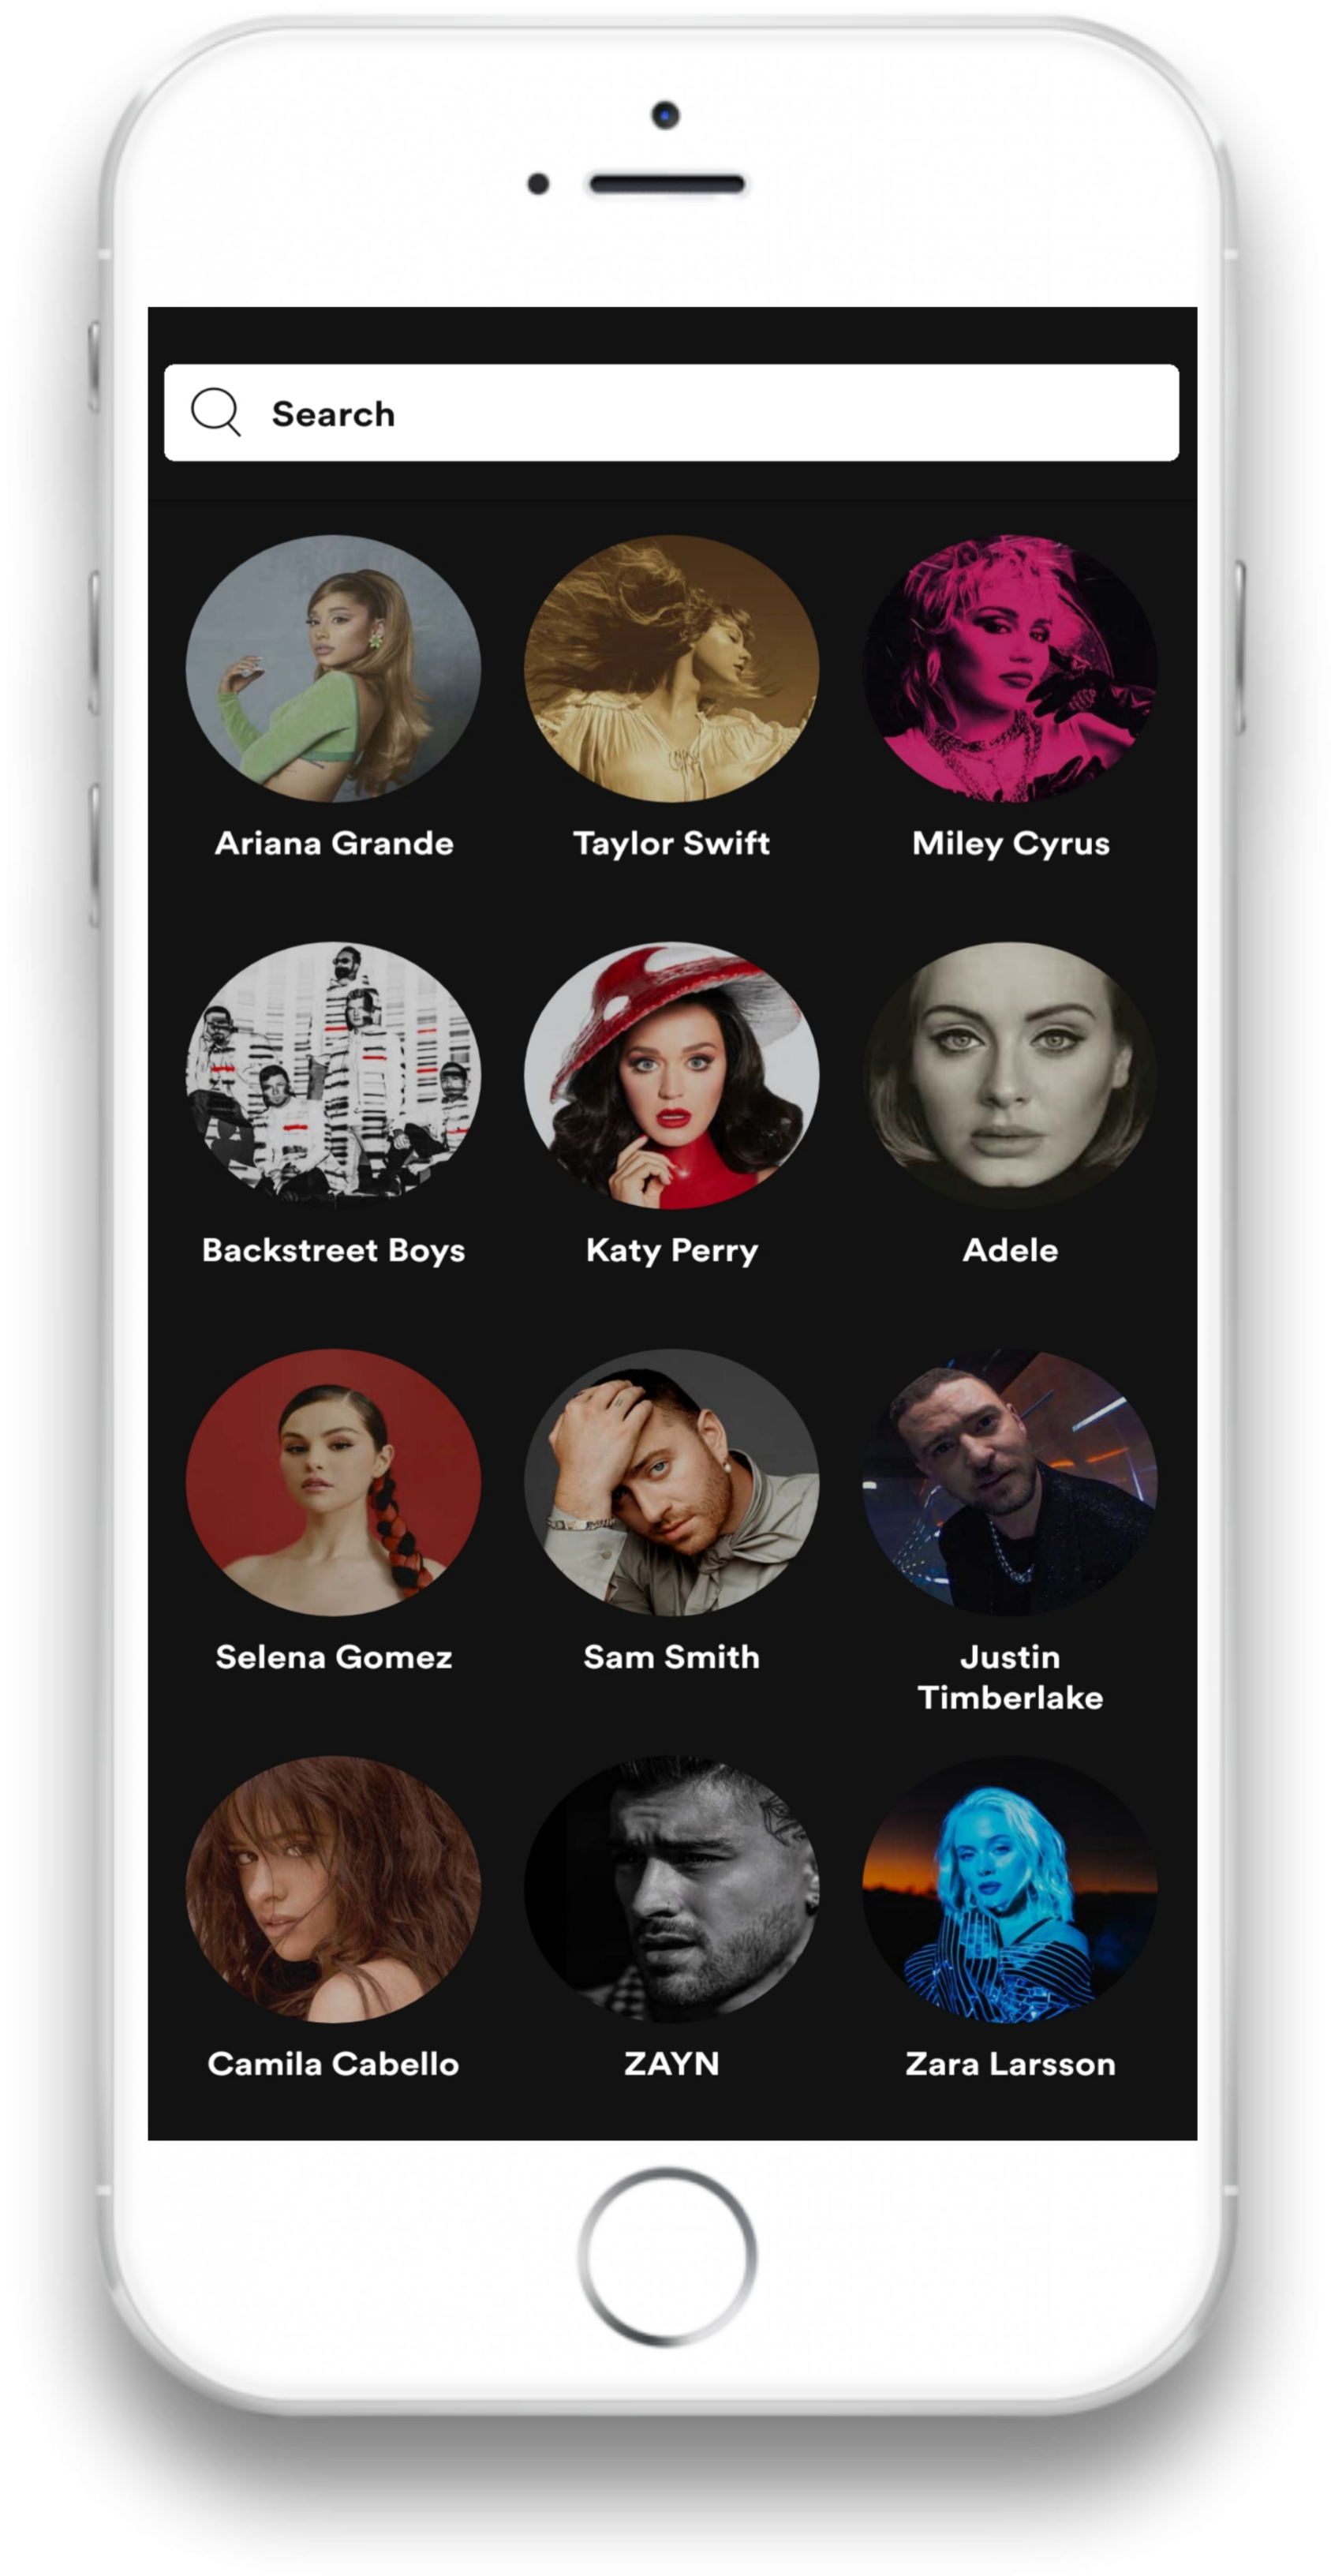 Search
Ariana Grande
Taylor Swift
Miley Cyrus
Backstreet Boys
Katy Perry
Adele
Selena Gomez
Sam Smith
Justin
Timberlake
Camila Cabello
ZAYN
Zara Larsson